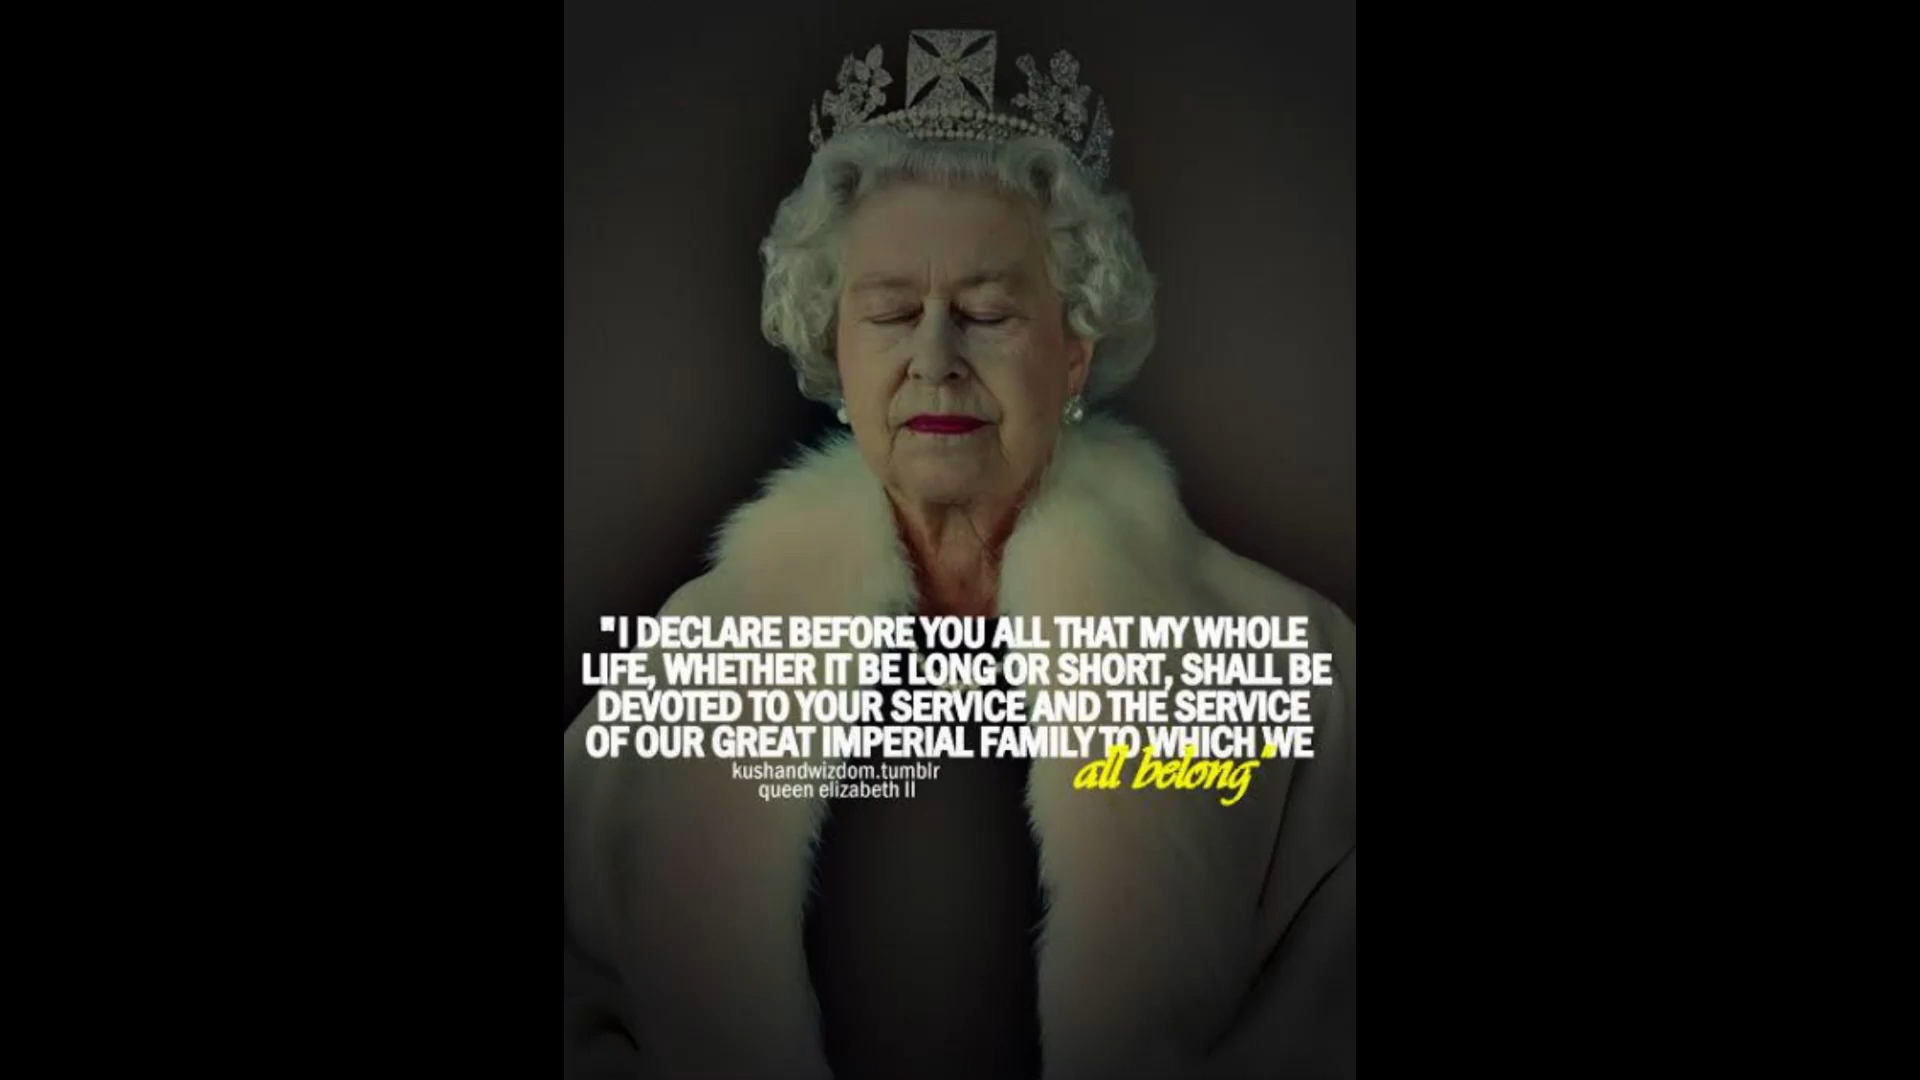 "I DECLARE BEFORE YOU ALL THAT MY WHOLE
LIFE, WHETHER IT BE LONG OR SHORT, SHALL BE
DEVOTED TO YOUR SERVICE AND THE SERVICE
OF OUR GREAT IMPERIAL FAMILY TO WHICH WE
all belong"
kushandwizdom.tumblr
queen elizabeth II